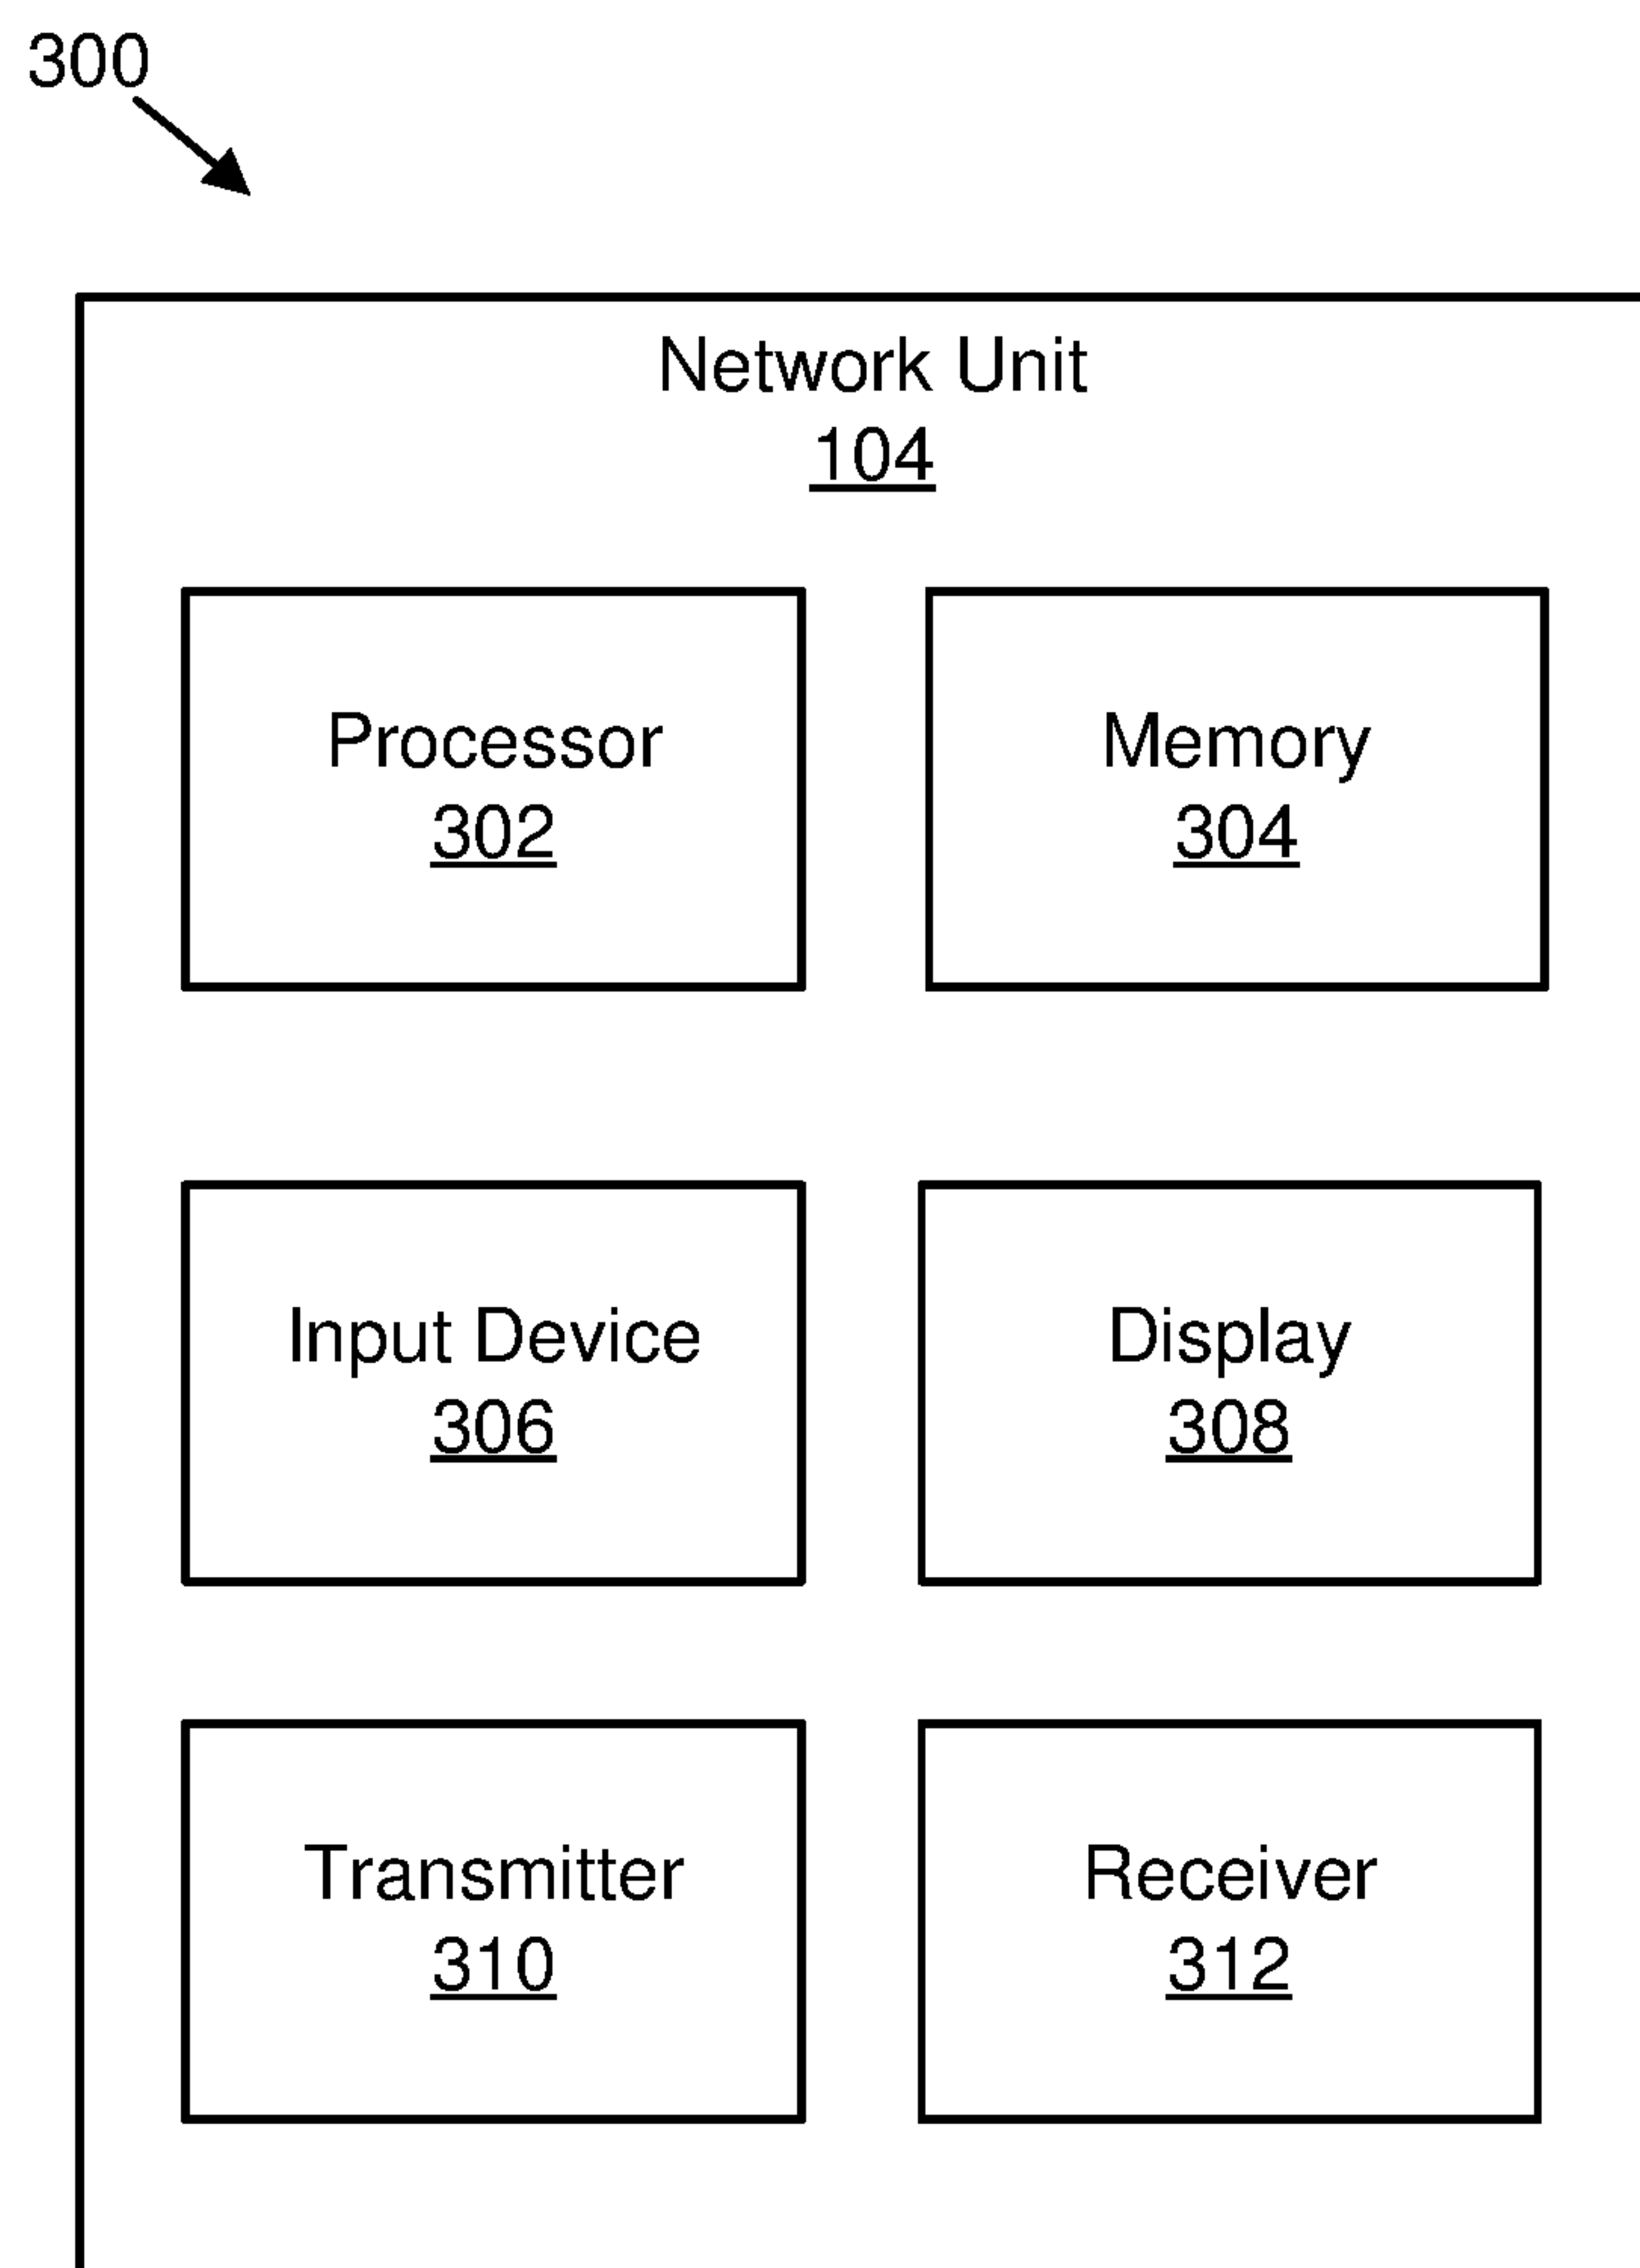 300
Network Unit
104
Processor
302
Memory
304
Input Device
306
Display
308
Transmitter
310
Receiver
312